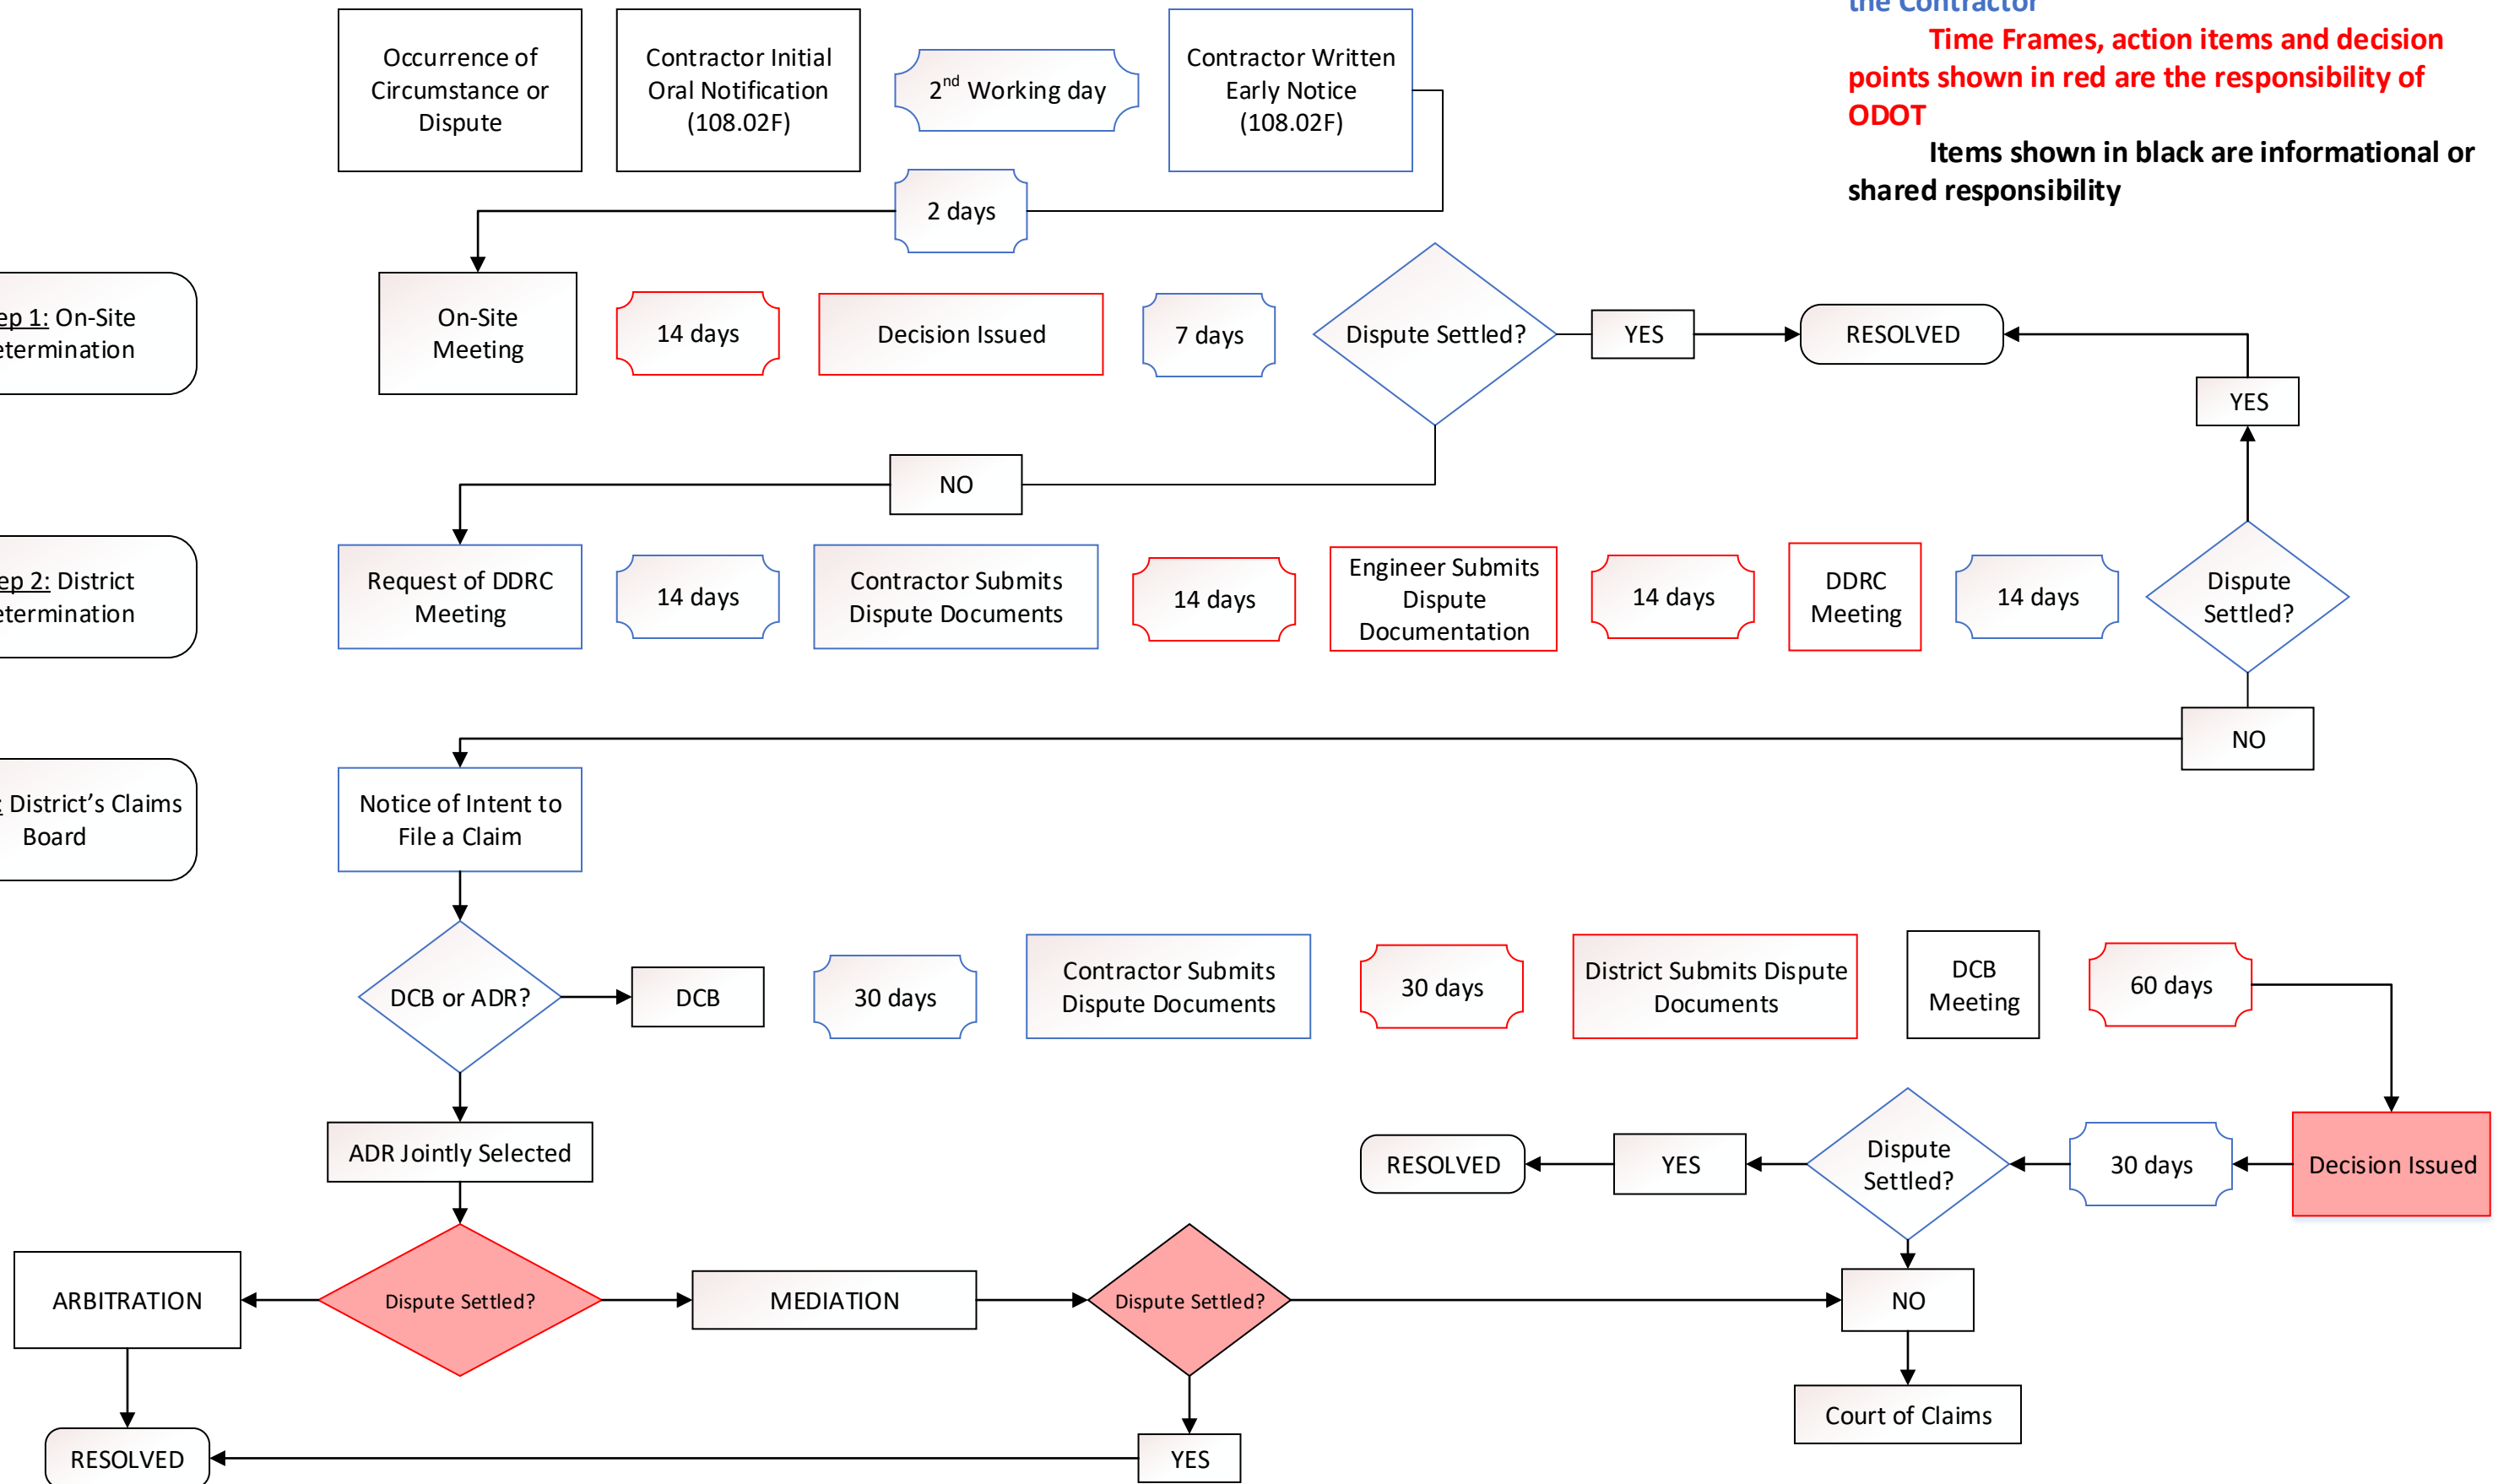 the Contractor
Time Frames, action items and decision
points shown in red are the responsibility of
ODOT
Items shown in black are informational or
shared responsibility
Occurrence of
Circumstance or
Dispute
Contractor Initial
Oral Notification
(108.02F)
2nd Working day
Contractor Written
Early Notice
(108.02F)
2 days
ep 1: On-Site
etermination
On-Site
Meeting
14 days
Decision Issued
7 days
Dispute Settled?
YES
RESOLVED
YES
NO
ep 2: District
etermination
Request of DDRC
Meeting
14 days
Contractor Submits
Dispute Documents
14 days
Engineer Submits
Dispute
Documentation
14 days
DDRC
Meeting
14 days
Dispute
Settled?
NO
: District’s Claims
Board
Notice of Intent to
File a Claim
DCB or ADR?
DCB
30 days
Contractor Submits
Dispute Documents
30 days
District Submits Dispute
Documents
DCB
Meeting
60 days
ADR Jointly Selected
RESOLVED
YES
Dispute
Settled?
30 days
Decision Issued
ARBITRATION
Dispute Settled?
MEDIATION
Dispute Settled?
NO
Court of Claims
RESOLVED
YES